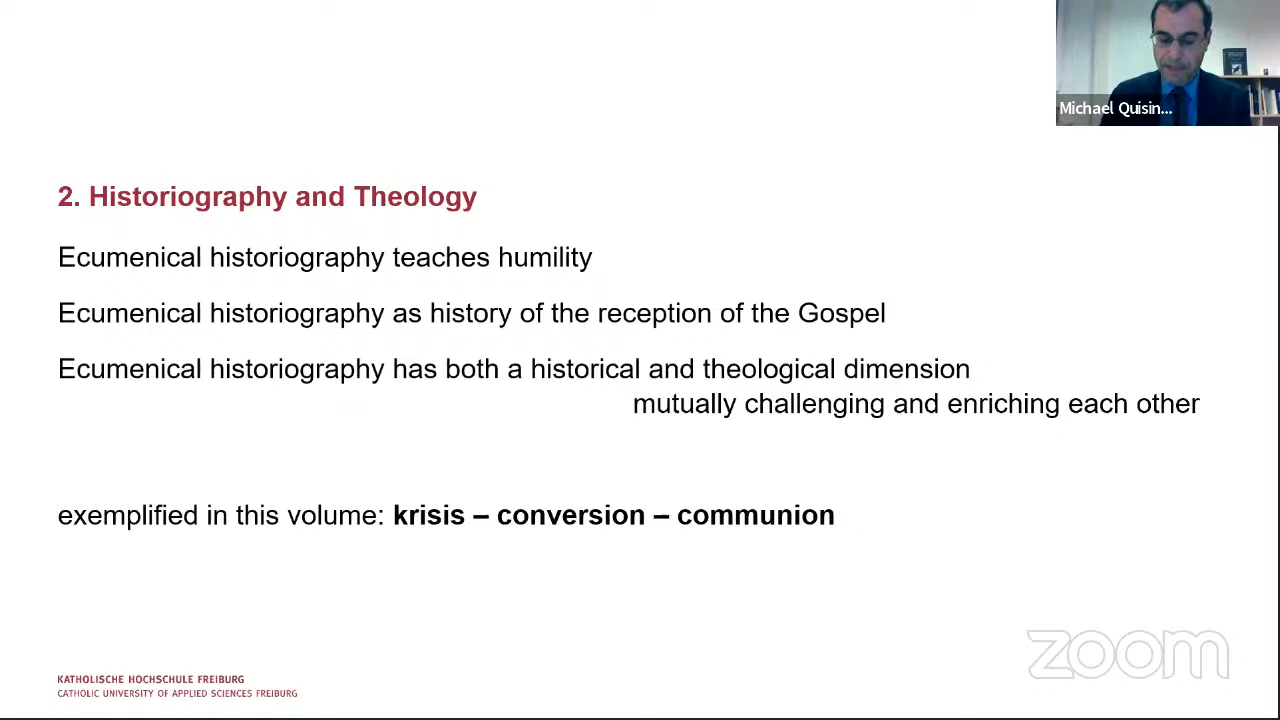 Michael Quisin...
2. Historiography and Theology
Ecumenical historiography teaches humility
Ecumenical historiography as history of the reception of the Gospel
Ecumenical historiography has both a historical and theological dimension
mutually challenging and enriching each other
exemplified in this volume: krisis – conversion – communion
zoom
KATHOLISCHE HOCHSCHULE FREIBURG
CATHOLIC UNIVERSITY OF APPLIED SCIENCES FREIBURG